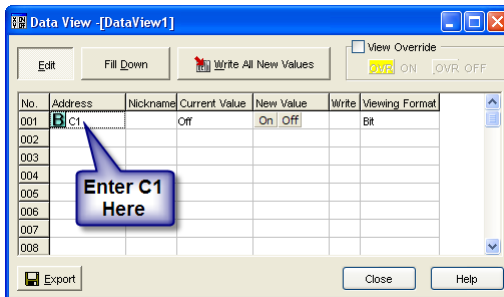 Data View -[DataView1]
View Override
Edit Fill Down Write All New Values OVR ON OVR OFF
No. Address Nickname Current Value New Value Write Viewing Format
001 B C1 Off On Off Bit
002
003
004
005
006
007
008
Enter C1
Here
Export Close Help